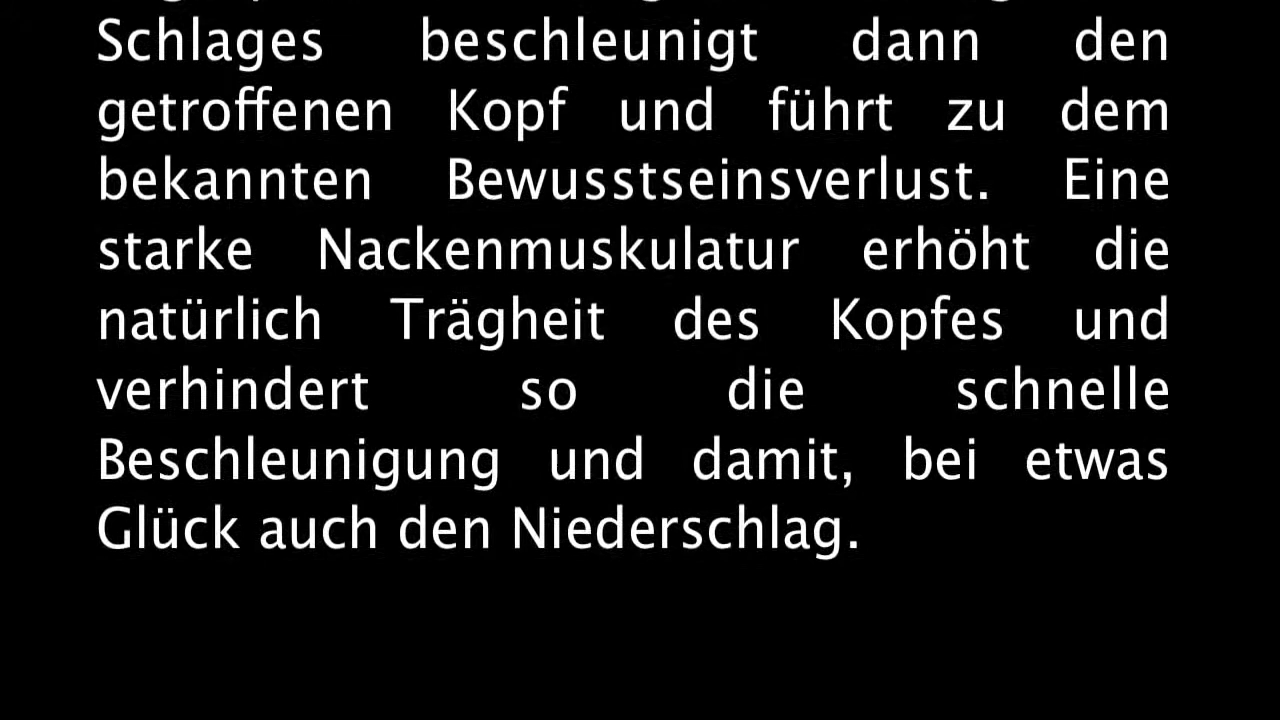 Schlages beschleunigt dann den
getroffenen Kopf und führt zu dem
bekannten Bewusstseinsverlust. Eine
starke Nackenmuskulatur erhöht die
natürlich Trägheit des Kopfes und
verhindert so die schnelle
Beschleunigung und damit, bei etwas
Glück auch den Niederschlag.